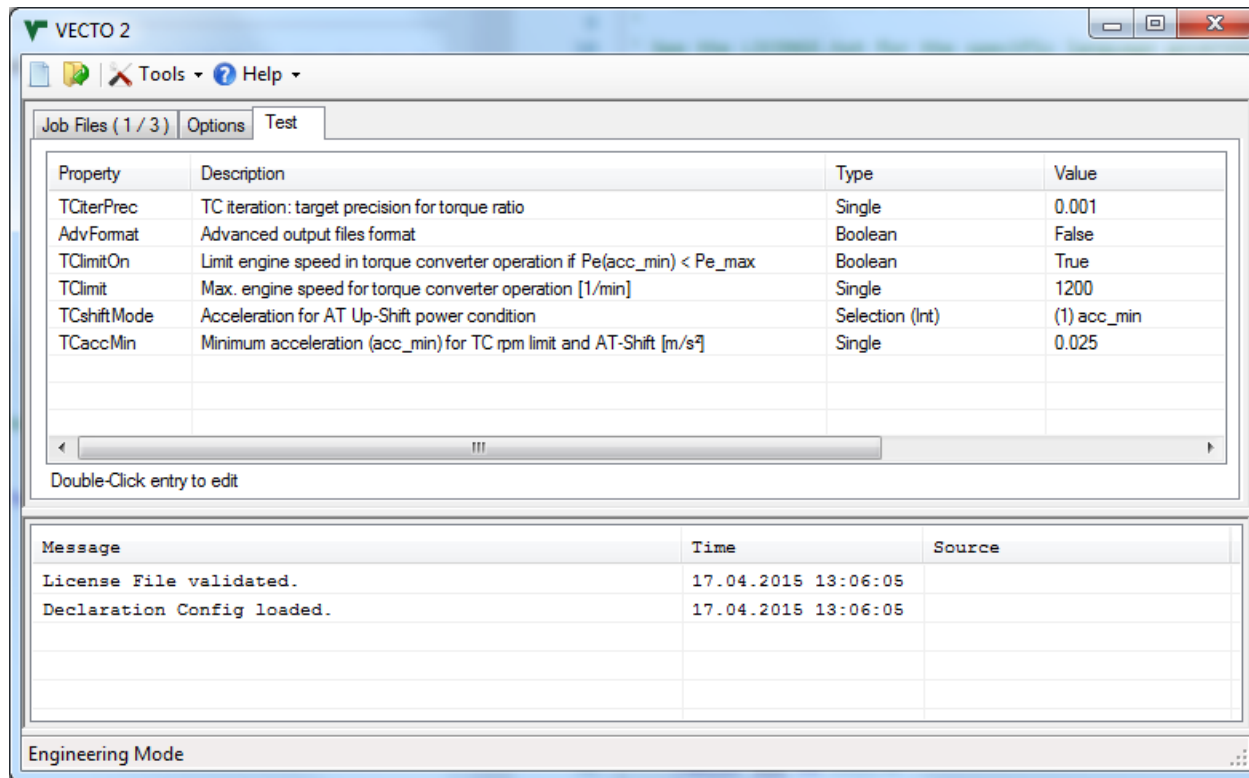 VECTO 2
Tools Help
Job Files ( 1 / 3 ) Options Test
Property Description Type Value
TCiterPrec TC iteration: target precision for torque ratio Single 0.001
AdvFormat Advanced output files format Boolean False
TClimitOn Limit engine speed in torque converter operation if Pe(acc_min) < Pe_max Boolean True
TClimit Max. engine speed for torque converter operation [1/min] Single 1200
TCshiftMode Acceleration for AT Up-Shift power condition Selection (Int) (1) acc_min
TCaccMin Minimum acceleration (acc_min) for TC rpm limit and AT-Shift [m/s²] Single 0.025
Double-Click entry to edit
Message Time Source
License File validated. 17.04.2015 13:06:05
Declaration Config loaded. 17.04.2015 13:06:05
Engineering Mode